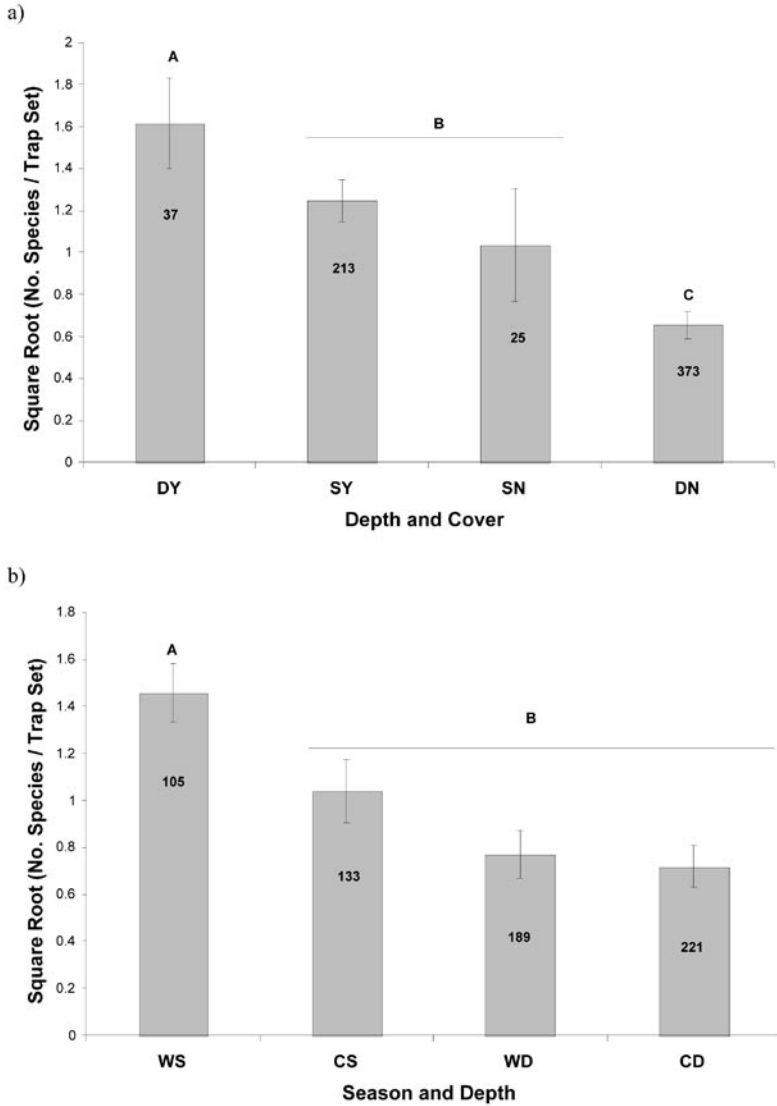 a)
Square Root (No. Species / Trap Set)
2
1.8
1.6
1.4
1.2
1
0.8
0.6
0.4
0.2
0
A
B
C
37
213
25
373
DY SY SN DN
Depth and Cover
b)
Square Root (No. Species / Trap Set)
1.8
1.6
1.4
1.2
1
0.8
0.6
0.4
0.2
0
A
B
105
133
189
221
WS CS WD CD
Season and Depth